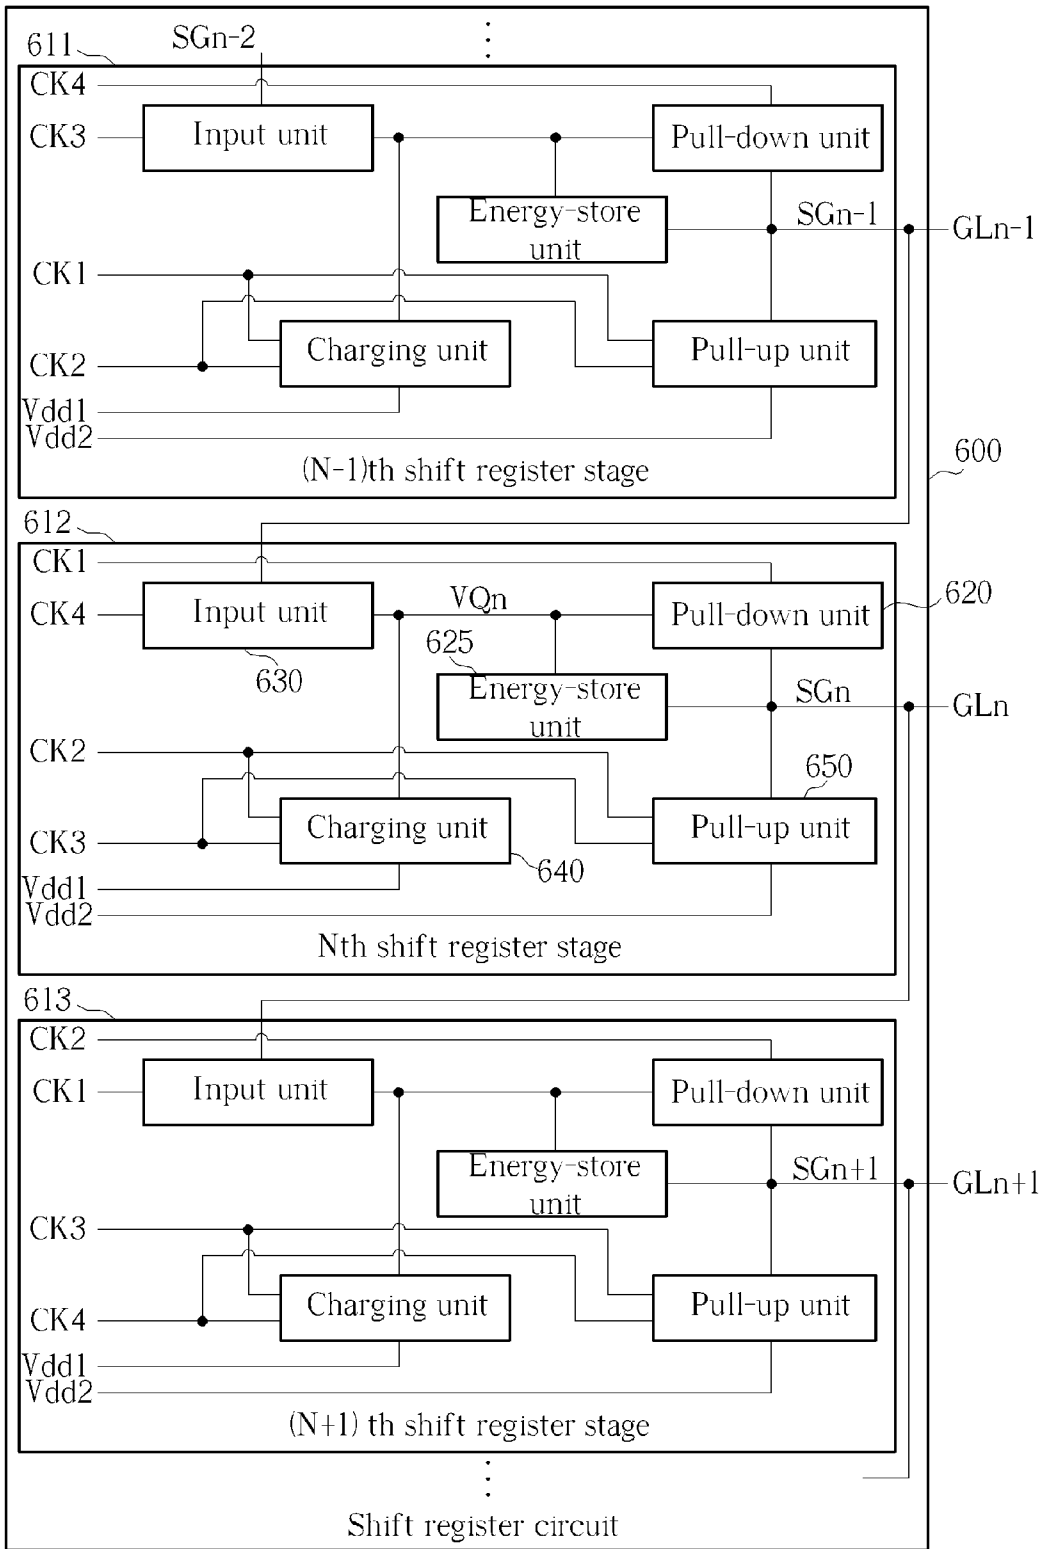 SGn-2
611
CK4
CK3
Input unit
Pull-down unit
Energy-store
unit
SGn-1
GLn-1
CK1
CK2
Charging unit
Pull-up unit
Vdd1
Vdd2
(N-1)th shift register stage
600
612
CK1
CK4
Input unit
VQn
Pull-down unit
620
630
625
Energy-store
unit
SGn
GLn
CK2
650
CK3
Charging unit
Pull-up unit
640
Vdd1
Vdd2
Nth shift register stage
613
CK2
CK1
Input unit
Pull-down unit
Energy-store
unit
SGn+1
GLn+1
CK3
CK4
Charging unit
Pull-up unit
Vdd1
Vdd2
(N+1) th shift register stage
Shift register circuit